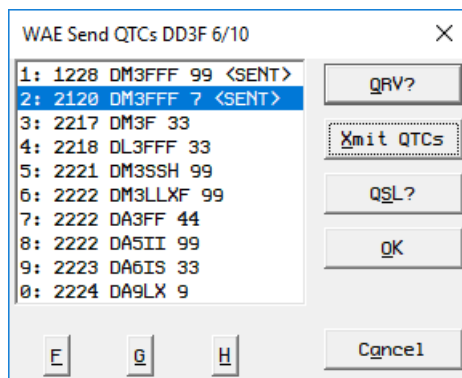 WAE Send QTCs DD3F 6/10
1: 1228 DM3FFF 99 <SENT>
2: 2120 DM3FFF 7 <SENT>
3: 2217 DM3F 33
4: 2218 DL3FFF 33
5: 2221 DM3SSH 99
6: 2222 DM3LLXF 99
7: 2222 DA3FF 44
8: 2222 DA5II 99
9: 2223 DA6IS 33
0: 2224 DA9LX 9
QRV?
Xmit QTCs
QSL?
OK
F G H
Cancel